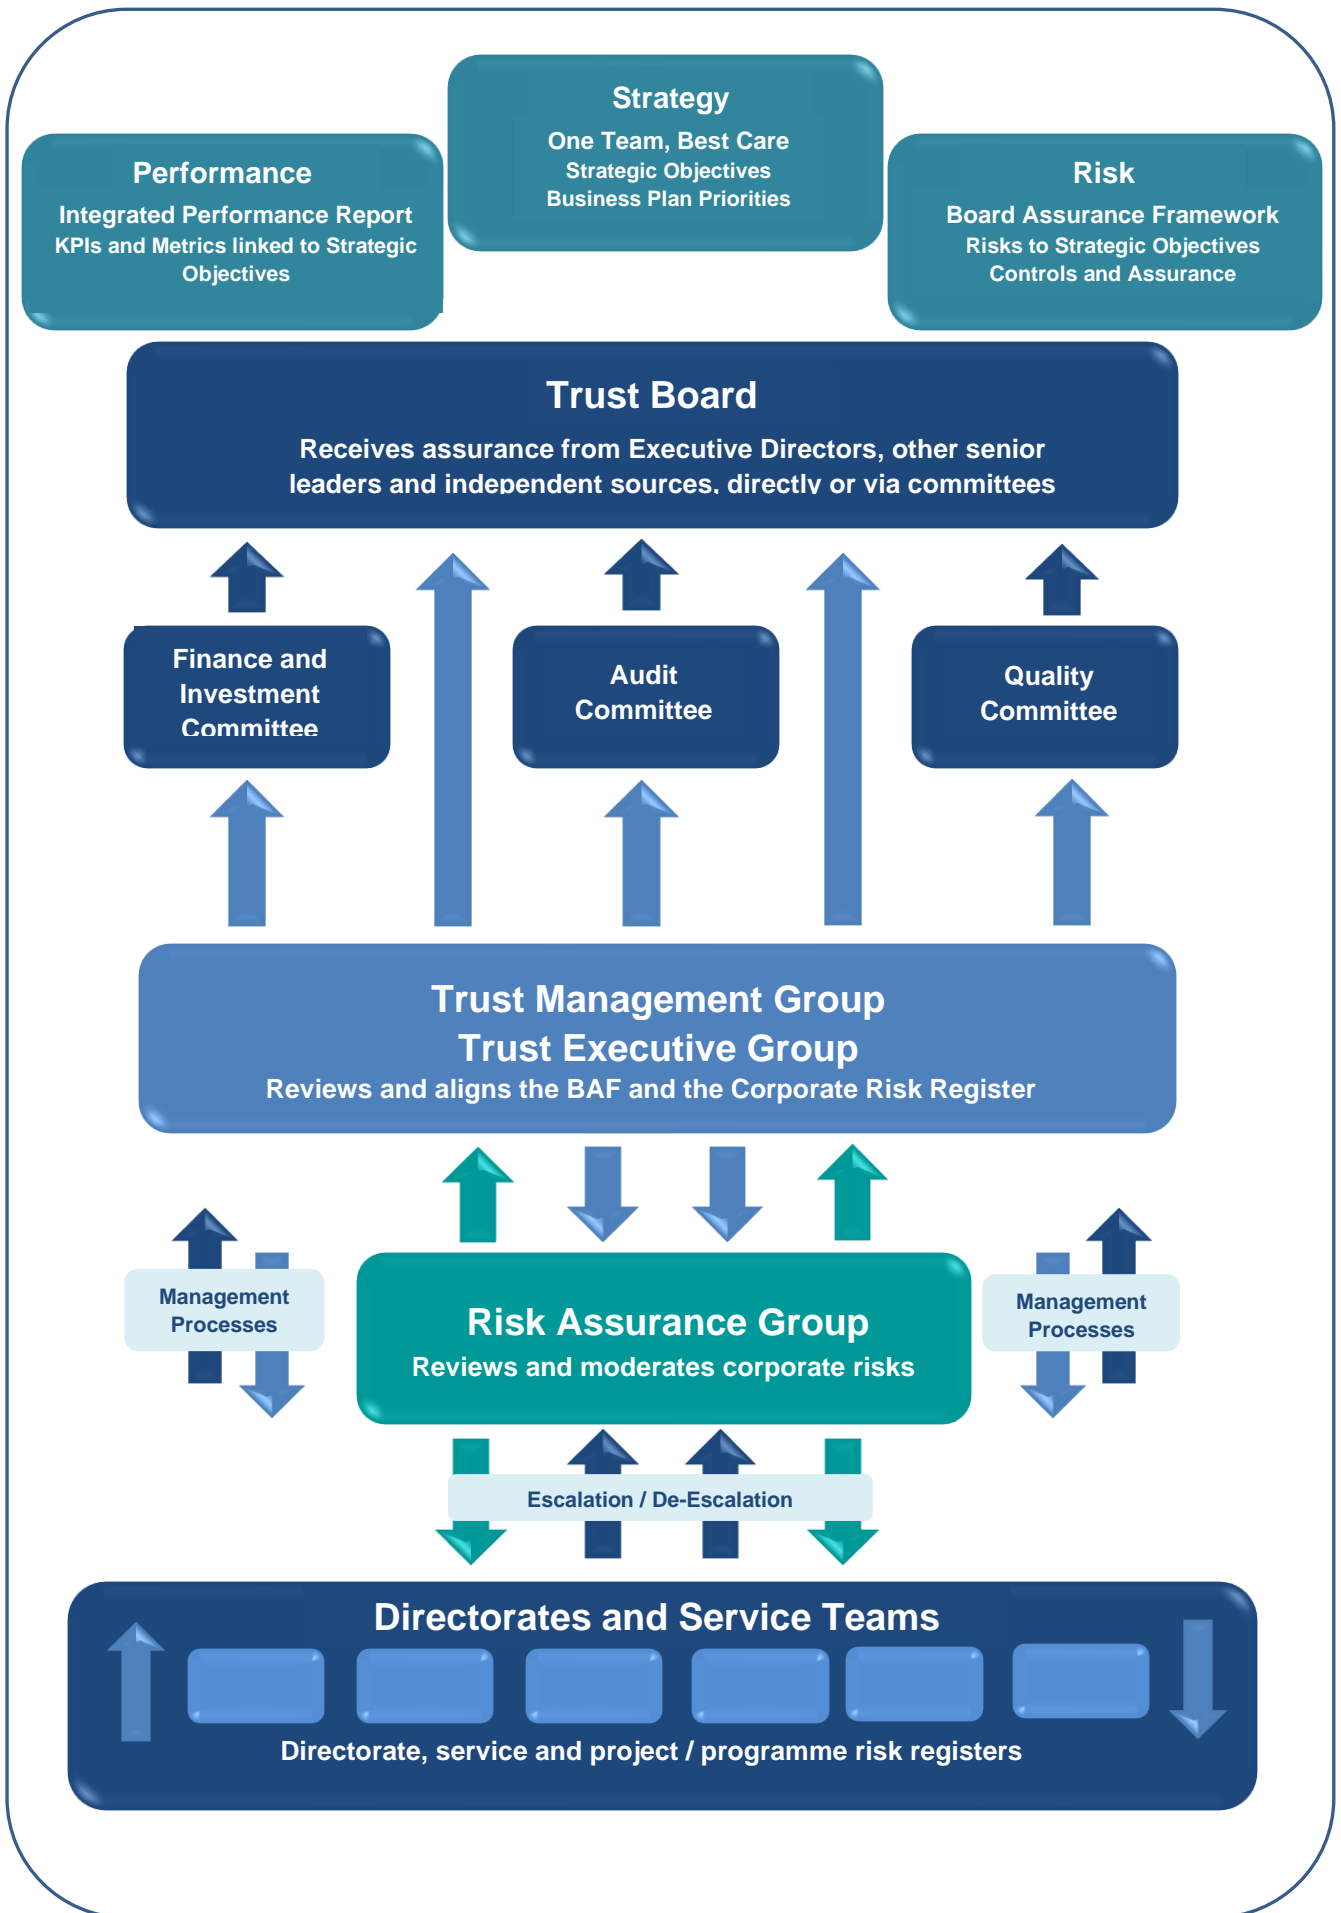 Strategy
One Team, Best Care
Strategic Objectives
Business Plan Priorities
Performance
Integrated Performance Report
KPIs and Metrics linked to Strategic
Objectives
Risk
Board Assurance Framework
Risks to Strategic Objectives
Controls and Assurance
Trust Board
Receives assurance from Executive Directors, other senior
leaders and independent sources, directly or via committees
Finance and
Investment
Committee
Audit
Committee
Quality
Committee
Trust Management Group
Trust Executive Group
Reviews and aligns the BAF and the Corporate Risk Register
Management
Processes
Risk Assurance Group
Reviews and moderates corporate risks
Management
Processes
Escalation / De-Escalation
Directorates and Service Teams
Directorate, service and project / programme risk registers